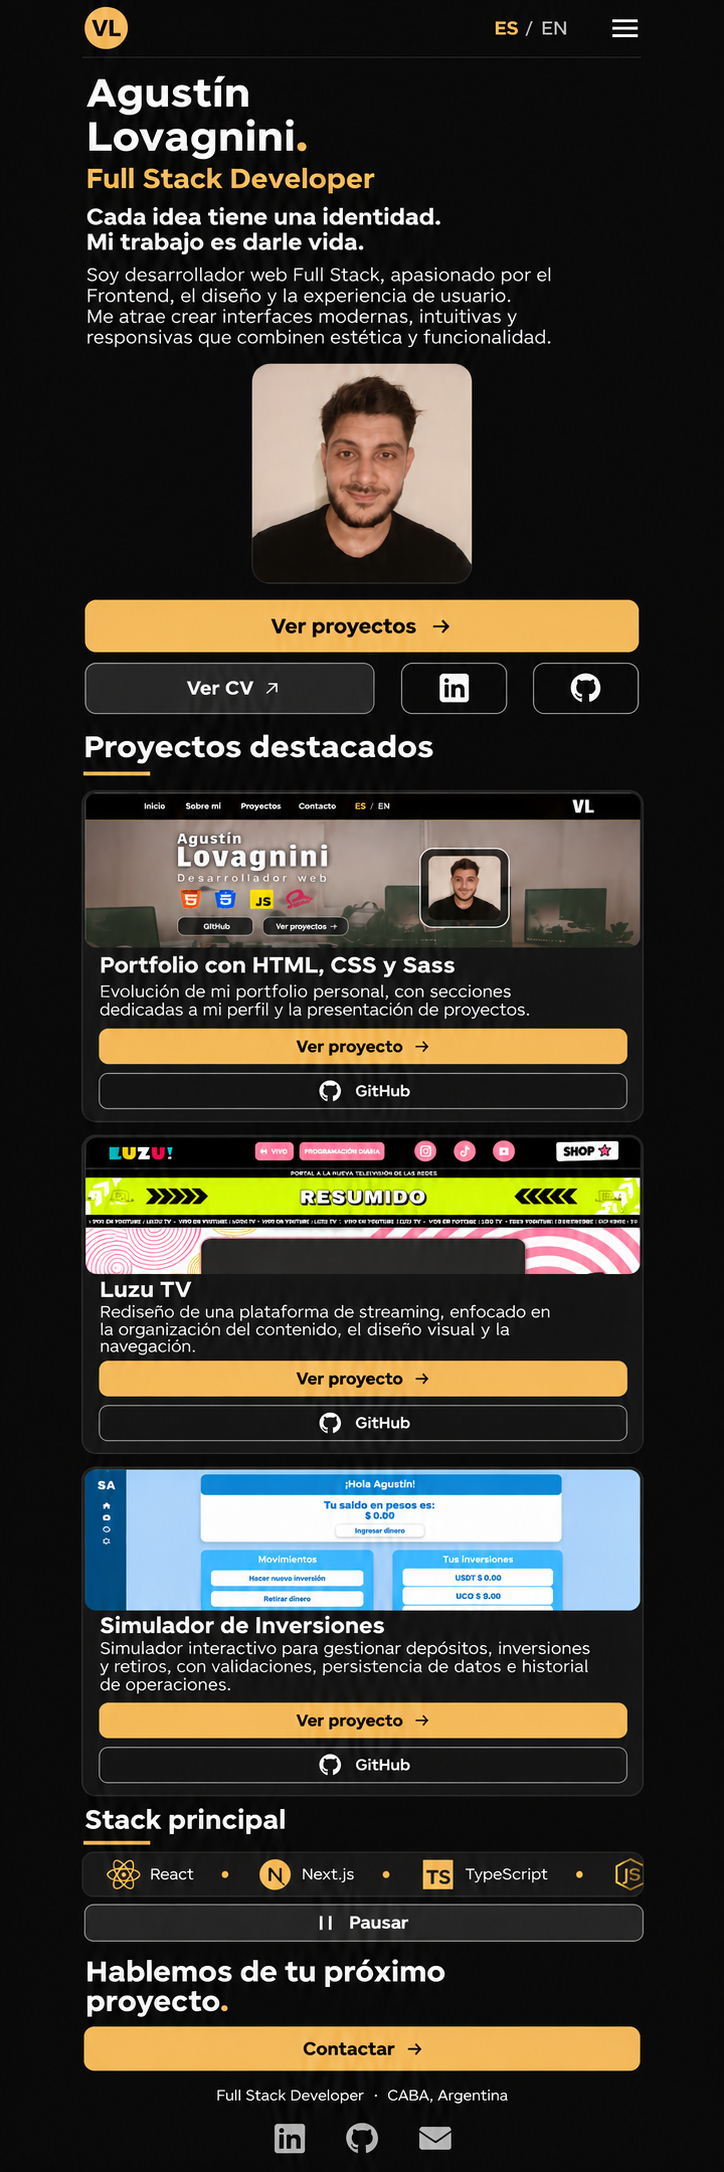 VL
ES / EN
Agustín
Lovagnini.
Full Stack Developer
Cada idea tiene una identidad.
Mi trabajo es darle vida.
Soy desarrollador web Full Stack, apasionado por el
Frontend, el diseño y la experiencia de usuario.
Me atrae crear interfaces modernas, intuitivas y
responsivas que combinen estética y funcionalidad.
Ver proyectos →
Ver CV ↗
in
Proyectos destacados
Inicio Sobre mi Proyectos Contacto ES / EN VL
Agustín
Lovagnini
Desarrollador web
JS
GitHub Ver proyectos →
Portfolio con HTML, CSS y Sass
Evolución de mi portfolio personal, con secciones
dedicadas a mi perfil y la presentación de proyectos.
Ver proyecto →
GitHub
LUZU! VIVO PROGRAMACIÓN DIARIA SHOP
PORTAL A LA NUEVA TELEVISIÓN DE LAS REDES
RESUMIDO
Luzu TV
Rediseño de una plataforma de streaming, enfocado en
la organización del contenido, el diseño visual y la
navegación.
Ver proyecto →
GitHub
SA
¡Hola Agustin!
Tu saldo en pesos es:
$ 0.00
Ingresar dinero
Movimientos
Hacer nueva inversión
Retirar dinero
Tus inversiones
USDT $ 0.00
Simulador de Inversiones
Simulador interactivo para gestionar depósitos, inversiones
y retiros, con validaciones, persistencia de datos e historial
de operaciones.
Ver proyecto →
GitHub
Stack principal
React • N Next.js • TS TypeScript • JS
Pausar
Hablemos de tu próximo
proyecto.
Contactar →
Full Stack Developer · CABA, Argentina
in